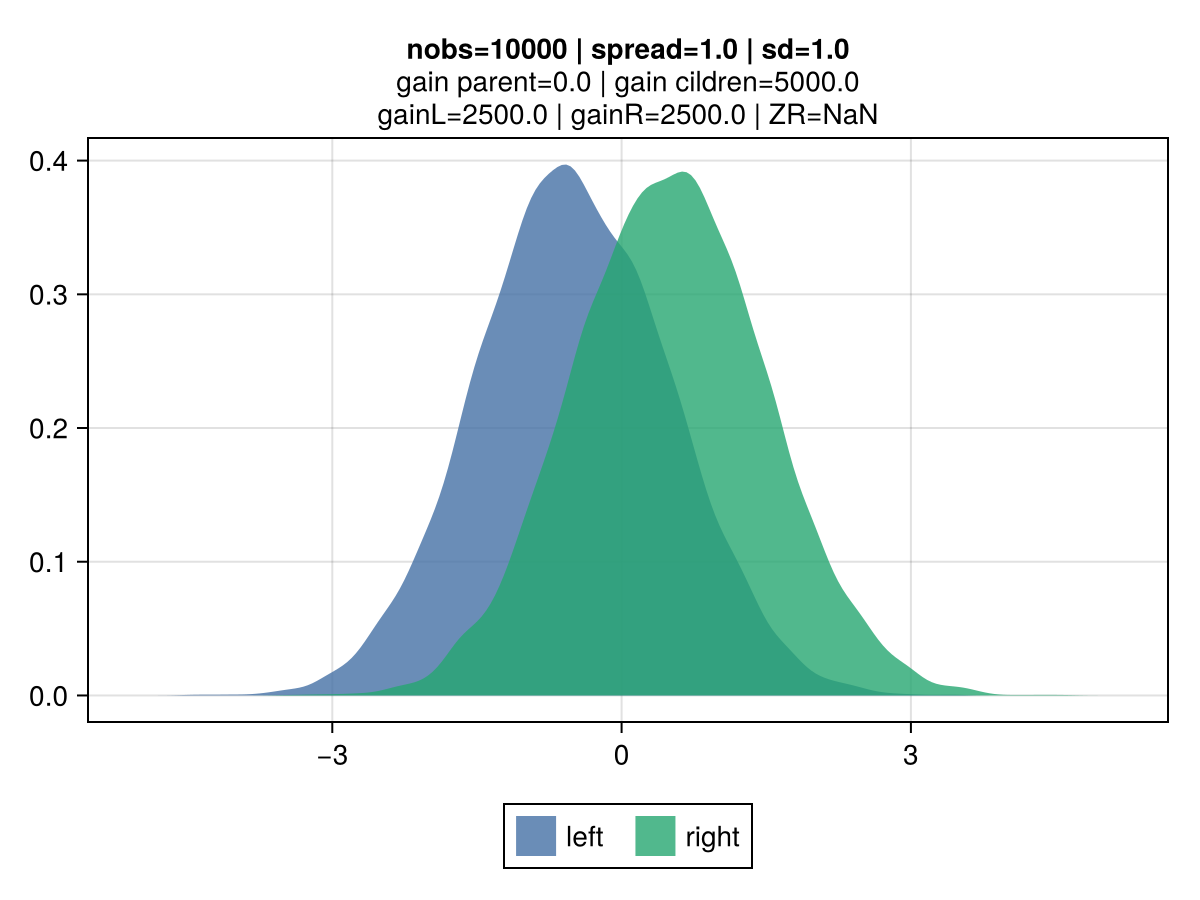 nobs=10000 | spread=1.0 | sd=1.0
gain parent=0.0 | gain cildren=5000.0
gainL=2500.0 | gainR=2500.0 | ZR=NaN
0.4
0.3
0.2
0.1
0.0
−3 0 3
left right